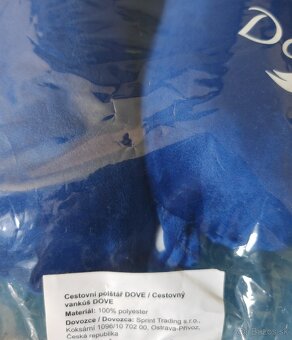 Do
Cestovní polštář DOVE / Cestovný
vankúš DOVE
Materiál: 100% polyester
Dovozce / Dovozca: Sprint Trading s.r.o.,
Koksární 1096/10 702 00, Ostrava-Přívoz,
Česká republika